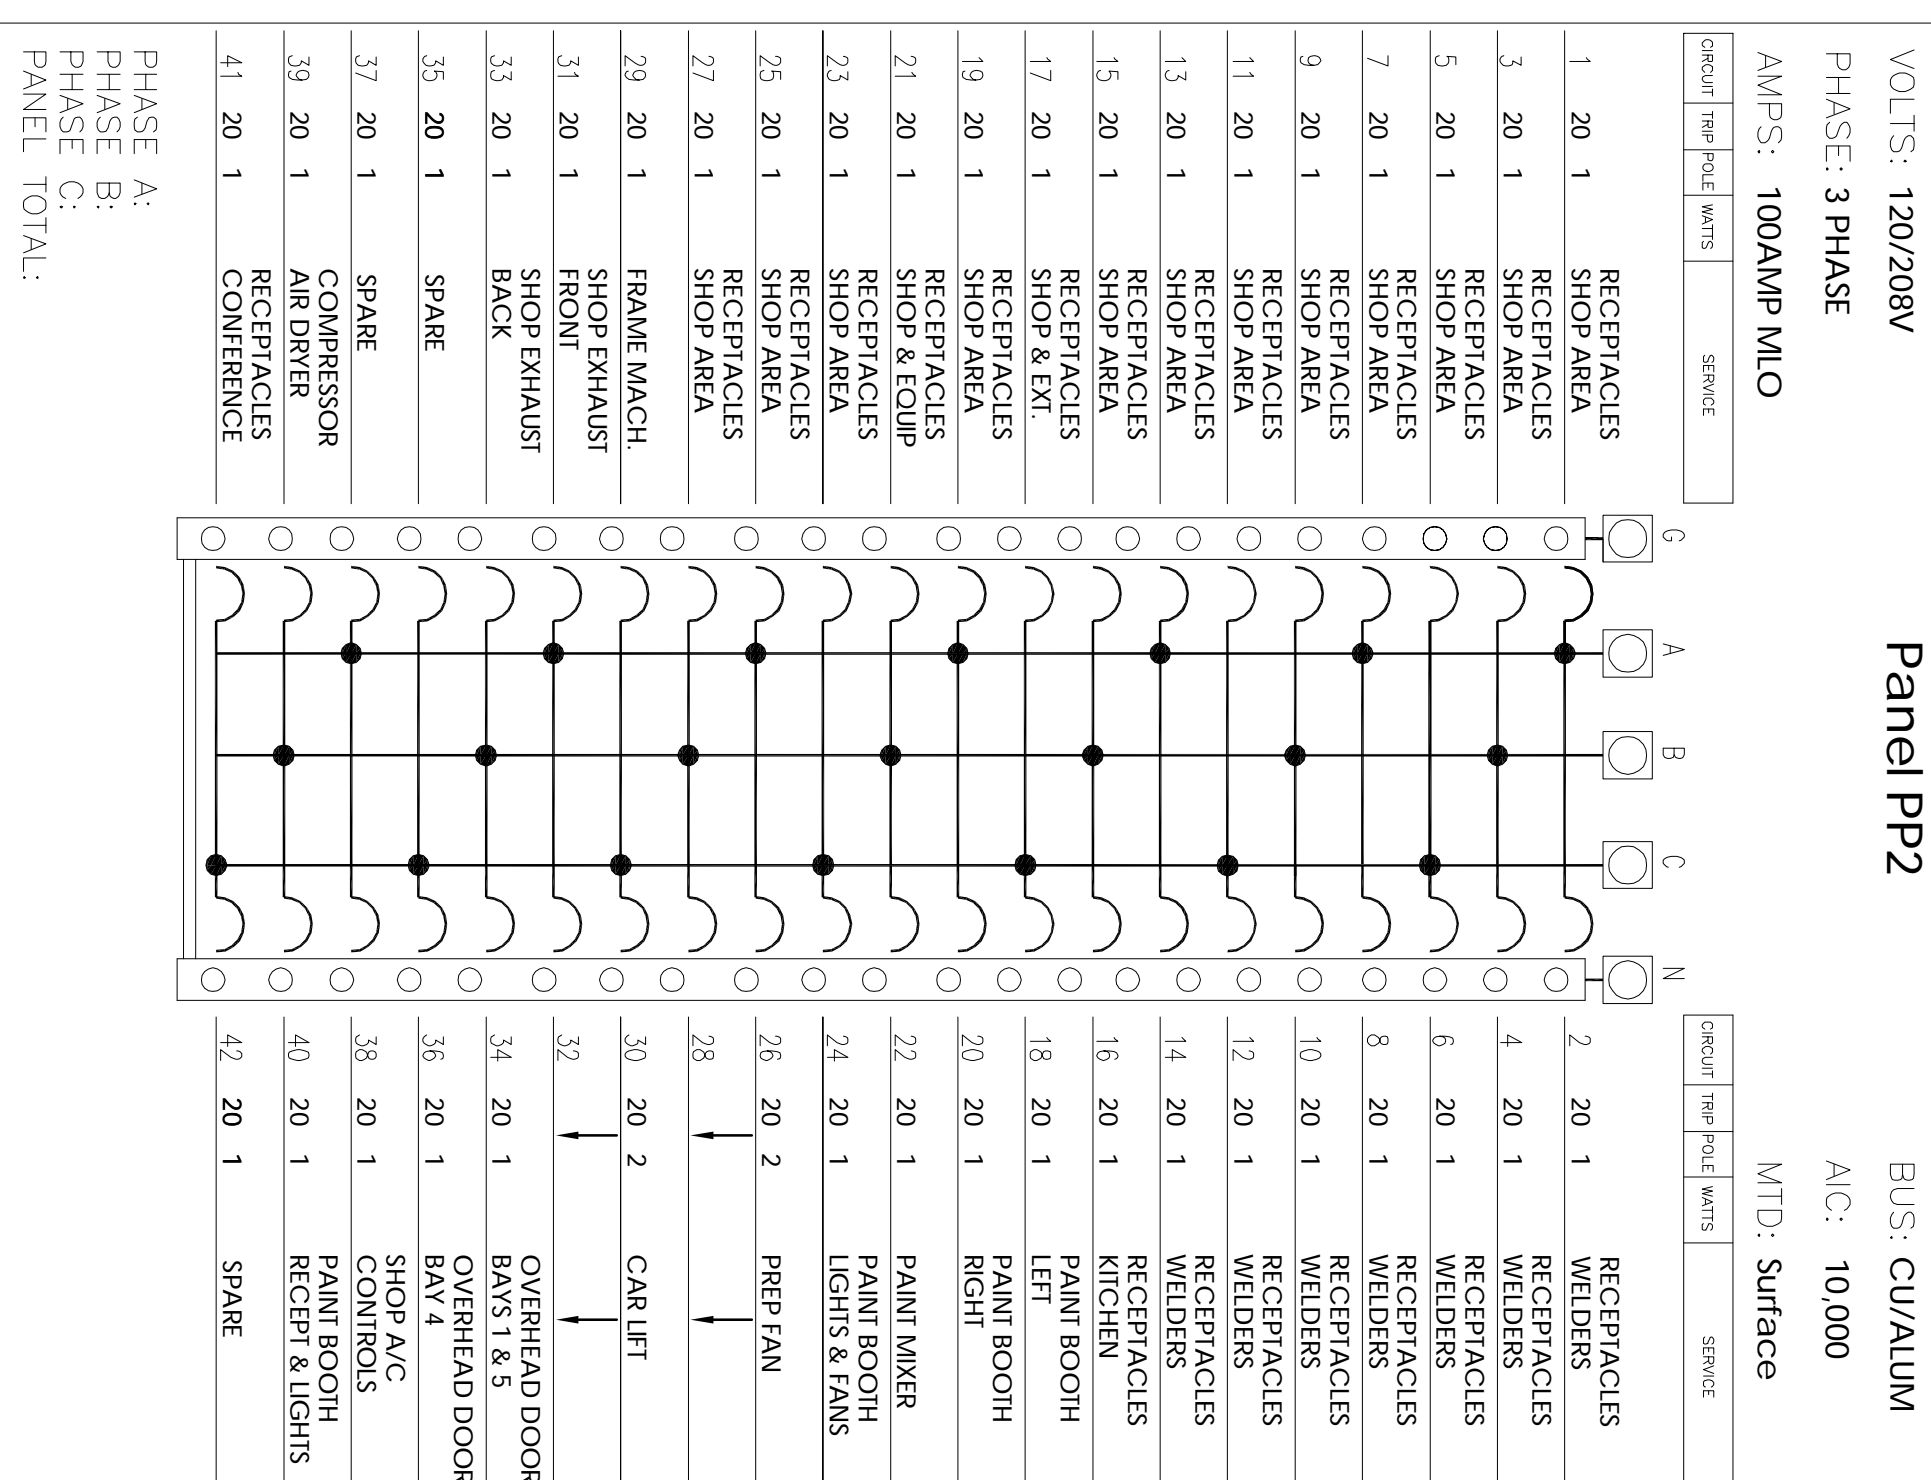 Panel PP2
VOLTS: 120/208V
PHASE: 3 PHASE
AMPS: 100AMP MLO
BUS: CU/ALUM
AIC: 10,000
MTD: Surface
CIRCUIT TRIP POLE WATTS SERVICE
G A B C N
CIRCUIT TRIP POLE WATTS SERVICE
RECEPTACLES
1 20 1 SHOP AREA
RECEPTACLES
2 20 1 WELDERS
RECEPTACLES
3 20 1 SHOP AREA
RECEPTACLES
4 20 1 WELDERS
RECEPTACLES
5 20 1 SHOP AREA
RECEPTACLES
6 20 1 WELDERS
RECEPTACLES
7 20 1 SHOP AREA
RECEPTACLES
8 20 1 WELDERS
RECEPTACLES
9 20 1 SHOP AREA
RECEPTACLES
10 20 1 WELDERS
RECEPTACLES
11 20 1 SHOP AREA
RECEPTACLES
12 20 1 WELDERS
RECEPTACLES
13 20 1 SHOP AREA
RECEPTACLES
14 20 1 WELDERS
RECEPTACLES
15 20 1 SHOP AREA
RECEPTACLES
16 20 1 KITCHEN
RECEPTACLES
17 20 1 SHOP & EXT.
PAINT BOOTH
18 20 1 LEFT
RECEPTACLES
19 20 1 SHOP AREA
PAINT BOOTH
20 20 1 RIGHT
RECEPTACLES
21 20 1 SHOP & EQUIP
22 20 1 PAINT MIXER
RECEPTACLES
23 20 1 SHOP AREA
PAINT BOOTH
24 20 1 LIGHTS & FANS
RECEPTACLES
25 20 1 SHOP AREA
26 20 2 PREP FAN
RECEPTACLES
27 20 1 SHOP AREA
28
29 20 1 FRAME MACH.
30 20 2 CAR LIFT
SHOP EXHAUST
31 20 1 FRONT
32
SHOP EXHAUST
33 20 1 BACK
OVERHEAD DOOR
34 20 1 BAYS 1 & 5
35 20 1 SPARE
OVERHEAD DOOR
36 20 1 BAY 4
37 20 1 SPARE
SHOP A/C
38 20 1 CONTROLS
COMPRESSOR
39 20 1 AIR DRYER
PAINT BOOTH
40 20 1 RECEPT & LIGHTS
RECEPTACLES
41 20 1 CONFERENCE
42 20 1 SPARE
PHASE A:
PHASE B:
PHASE C:
PANEL TOTAL: